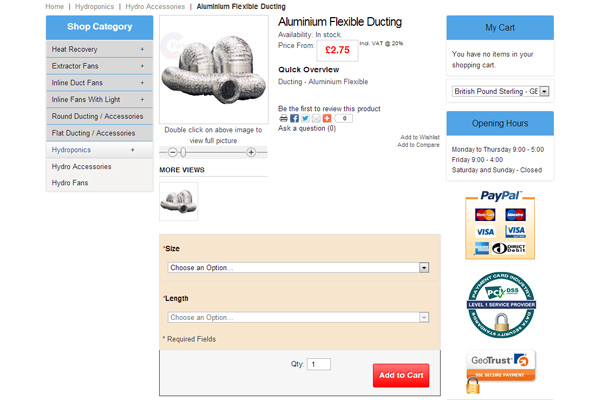 Home | Hydroponics | Hydro Accessories | Aluminium Flexible Ducting
Shop Category
Heat Recovery +
Extractor Fans +
Inline Duct Fans +
Inline Fans With Light +
Round Ducting / Accessories
Flat Ducting / Accessories
Hydroponics +
Hydro Accessories
Hydro Fans
Double click on above image to
view full picture
MORE VIEWS
Aluminium Flexible Ducting
Availability: In stock.
Price From: £2.75 Incl. VAT @ 20%
Quick Overview
Ducting - Aluminium Flexible
Be the first to review this product
0
Ask a question (0)
Add to Wishlist
Add to Compare
*Size
Choose an Option...
*Length
Choose an Option...
* Required Fields
Qty: 1
Add to Cart
My Cart
You have no items in your
shopping cart.
British Pound Sterling - GB
Opening Hours
Monday to Thursday 9:00 - 5:00
Friday 9:00 - 4:00
Saturday and Sunday - Closed
PayPal
MasterCard
Maestro
VISA
VISA
DIRECT
Debit
PAYMENT CARD INDUSTRY
PCI DSS
LEVEL 1 SERVICE PROVIDER
DATA SECURITY STANDARDS
GeoTrust
SSL SECURE PAYMENT